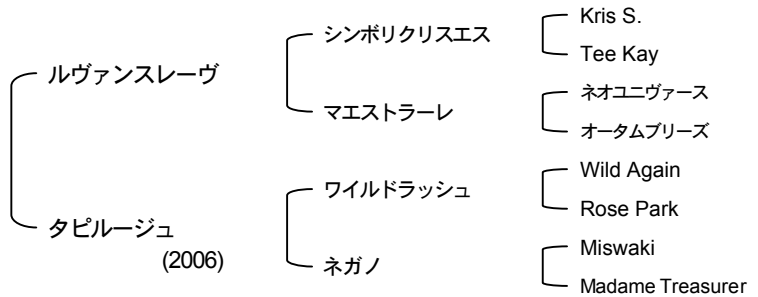 ルヴァンスレーヴ
シンボリクリスエス
Kris S.
Tee Kay
マエストラーレ
ネオユニヴァース
オータムブリーズ
タピルージュ
(2006)
ワイルドラッシュ
Wild Again
Rose Park
ネガノ
Miswaki
Madame Treasurer